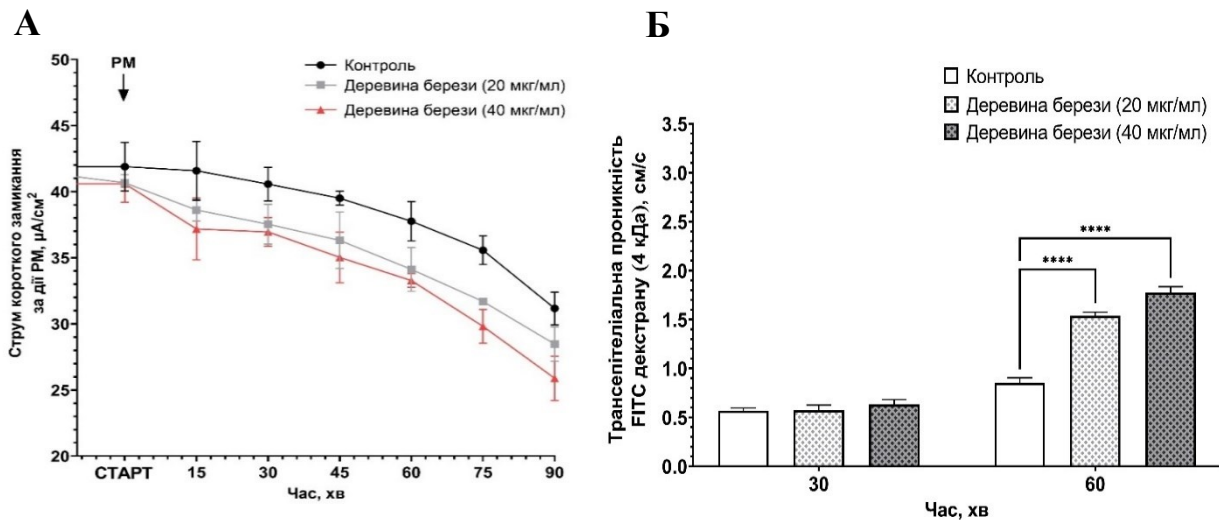 А
Струм короткого замикання
за дії РМ, µА/см²
50
45
40
35
30
25
20
РМ
Контроль
Деревина берези (20 мкг/мл)
Деревина берези (40 мкг/мл)
СТАРТ 15 30 45 60 75 90
Час, хв
Б
Трансепітеліальна проникність
FITC декстрану (4 кДа), см/с
3.5
3.0
2.5
2.0
1.5
1.0
0.5
0.0
Контроль
Деревина берези (20 мкг/мл)
Деревина берези (40 мкг/мл)
****
****
30 60
Час, хв